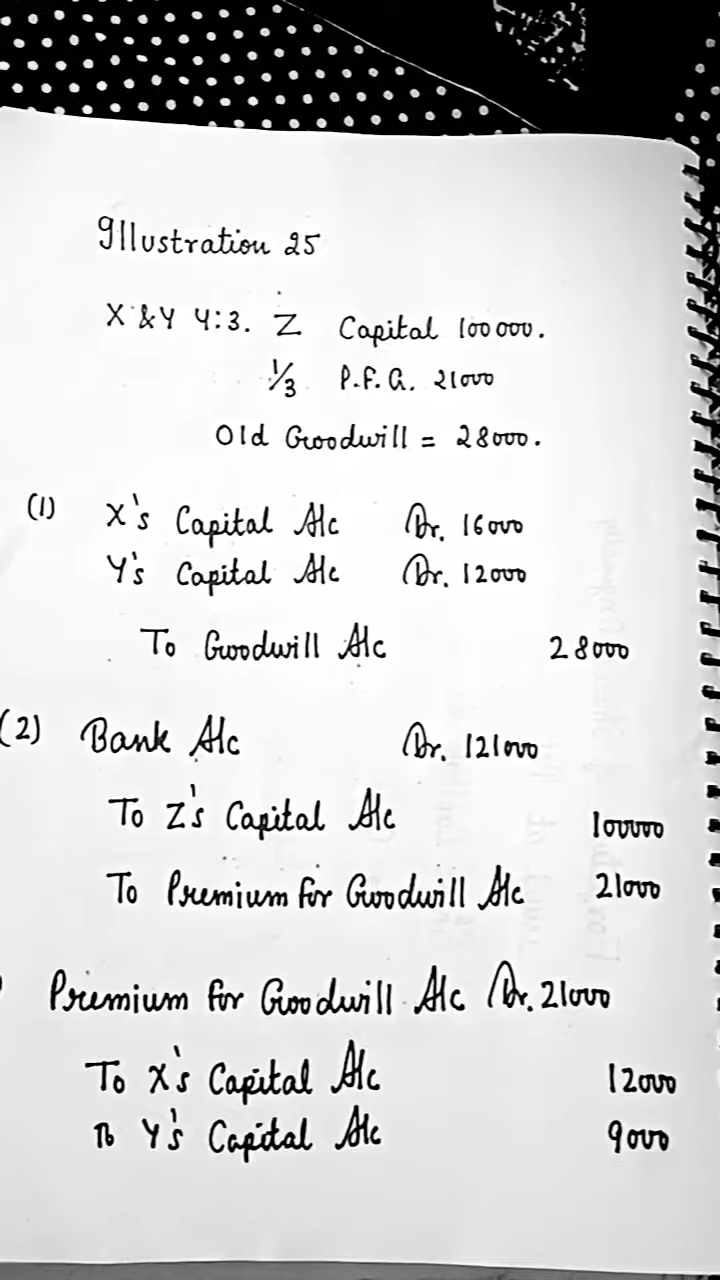 Illustration 25
X & Y 4:3. Z Capital 100000.
1/3 P.F.G. 21000
Old Goodwill = 28000.
(1) X's Capital A/c Dr. 16000
Y's Capital A/c Dr. 12000
To Goodwill A/c 28000
(2) Bank A/c Dr. 121000
To Z's Capital A/c 100000
To Premium for Goodwill A/c 21000
Premium for Goodwill A/c Dr. 21000
To X's Capital A/c 12000
To Y's Capital A/c 9000